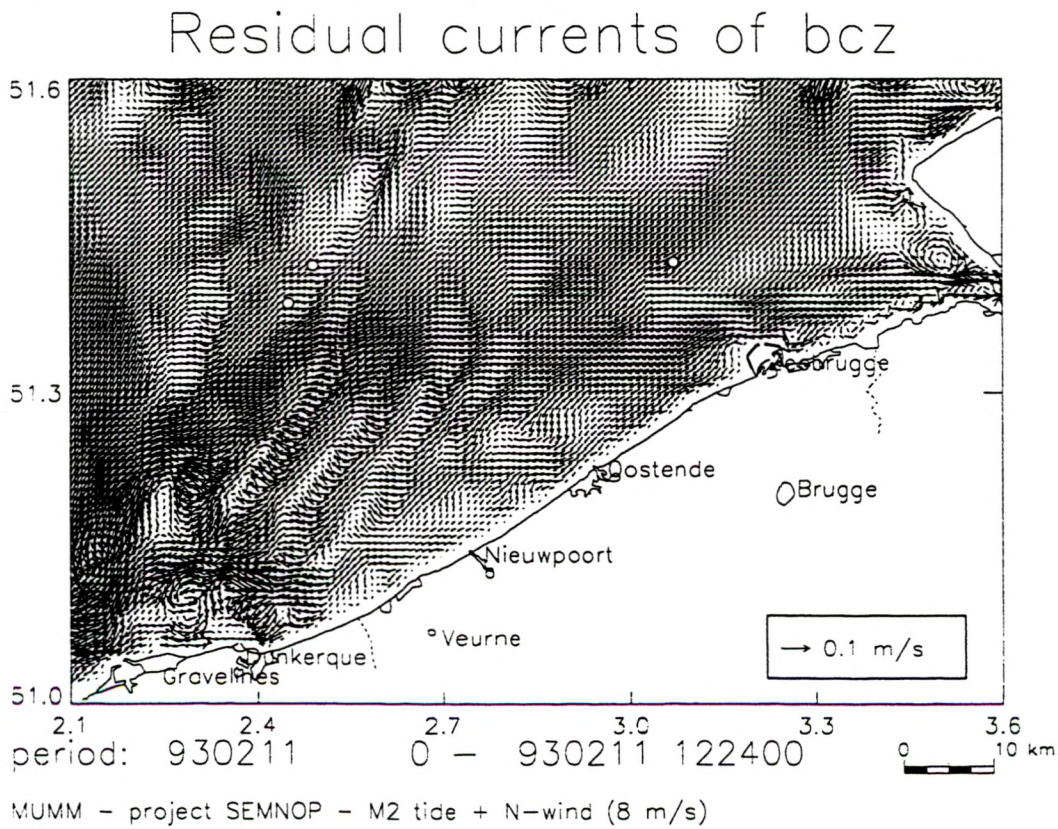 Residual currents of bcz
51.6
51.3
51.0
Zeebrugge
Oostende
Brugge
Nieuwpoort
Veurne
Dunkerque
Gravelines
0.1 m/s
2.1 2.4 2.7 3.0 3.3 3.6
period: 930211 0 – 930211 122400
0 10 km
MUMM – project SEMNOP – M2 tide + N-wind (8 m/s)